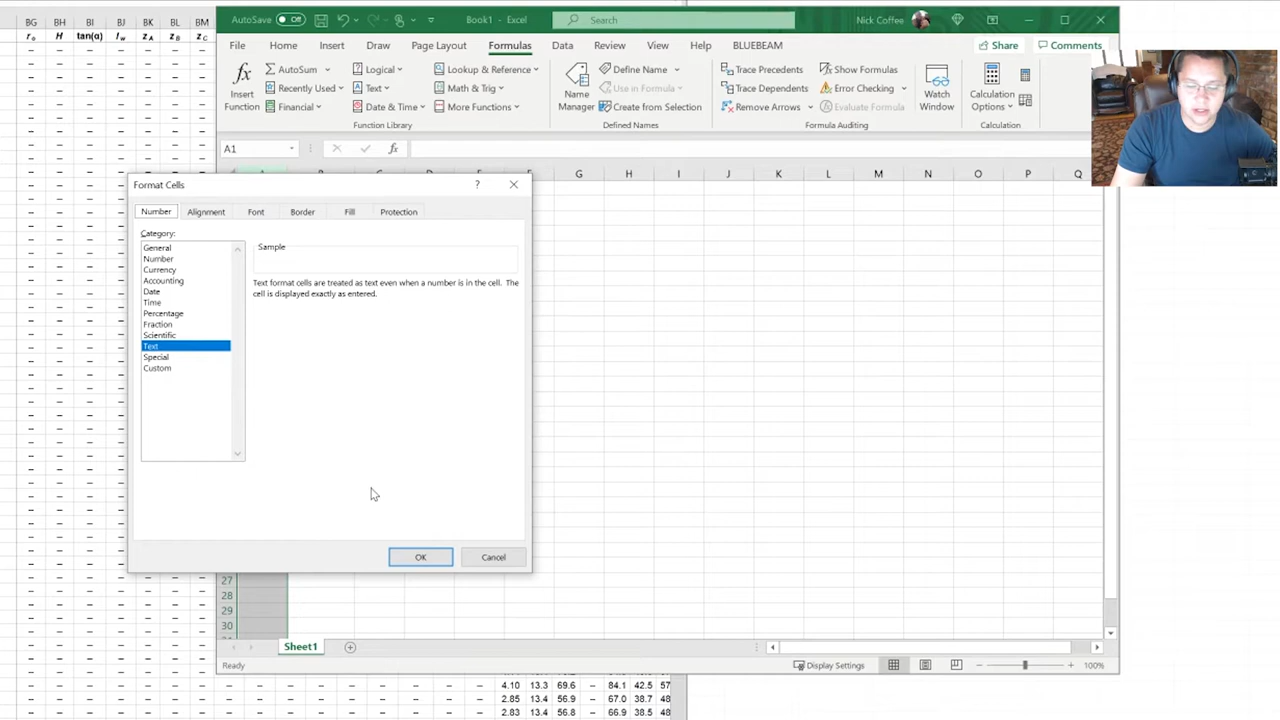 BG BH BI BJ BK BL BM
ro H tan(α) Iw zA zB zC
AutoSave Off Book1 - Excel Search Nick Coffee
File Home Insert Draw Page Layout Formulas Data Review View Help BLUEBEAM Share Comments
fx Insert Function
AutoSum Logical Lookup & Reference
Recently Used Text Math & Trig
Financial Date & Time More Functions
Function Library
Name Manager
Define Name
Use in Formula
Create from Selection
Defined Names
Trace Precedents Show Formulas
Trace Dependents Error Checking
Remove Arrows Evaluate Formula
Formula Auditing
Watch Window
Calculation Options
Calculation
A1 fx
G H I J K L M N O P Q
Format Cells ?
Number Alignment Font Border Fill Protection
Category:
General
Number
Currency
Accounting
Date
Time
Percentage
Fraction
Scientific
Text
Special
Custom
Sample
Text format cells are treated as text even when a number is in the cell. The
cell is displayed exactly as entered.
OK Cancel
27
28
29
30
Sheet1
Ready Display Settings 100%
4.10 13.3 69.6 – 84.1 42.5 57
2.85 13.4 56.9 – 67.0 38.7 48
2.83 13.4 56.8 – 66.9 38.5 48